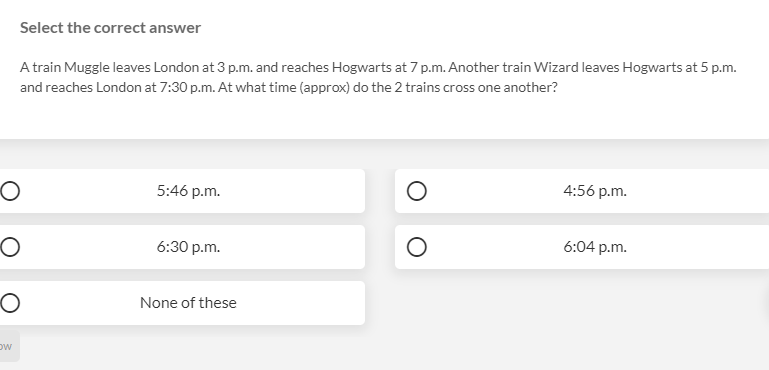 Select the correct answer
A train Muggle leaves London at 3 p.m. and reaches Hogwarts at 7 p.m. Another train Wizard leaves Hogwarts at 5 p.m.
and reaches London at 7:30 p.m. At what time (approx) do the 2 trains cross one another?
5:46 p.m.
4:56 p.m.
6:30 p.m.
6:04 p.m.
None of these
ow